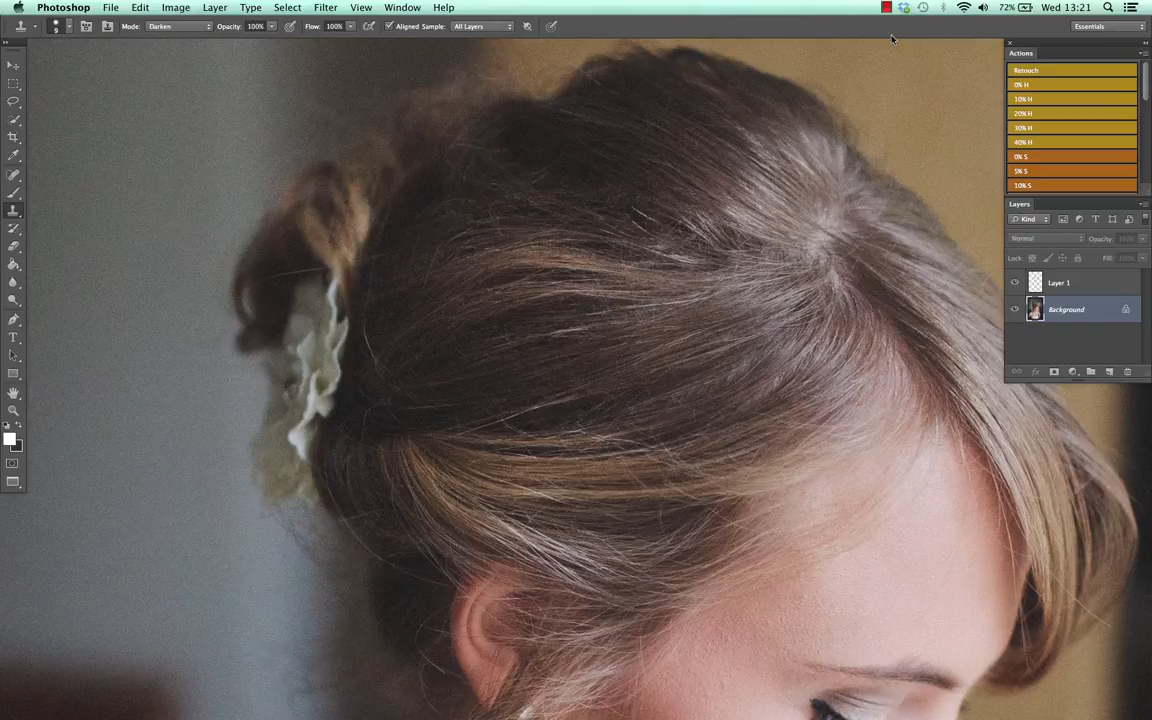 Photoshop File Edit Image Layer Type Select Filter View Window Help 72% Wed 13:21
9 Mode: Darken Opacity: 100% Flow: 100% Aligned Sample: All Layers Essentials
Actions
Retouch
0% H
10% H
20% H
30% H
40% H
0% S
5% S
10% S
Layers
Kind
Normal Opacity:
Lock: Fill:
Layer 1
Background